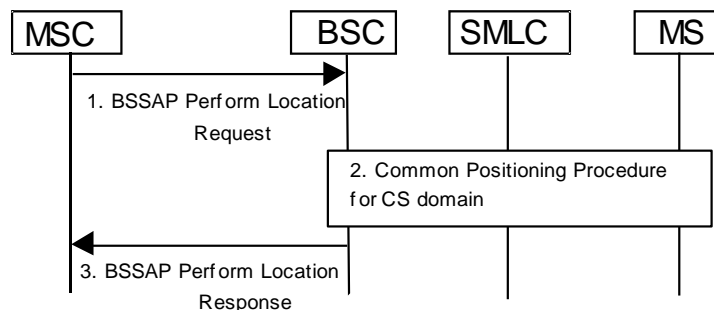 MSC
BSC
SMLC
MS
1. BSSAP Perform Location
Request
2. Common Positioning Procedure
for CS domain
3. BSSAP Perform Location
Response